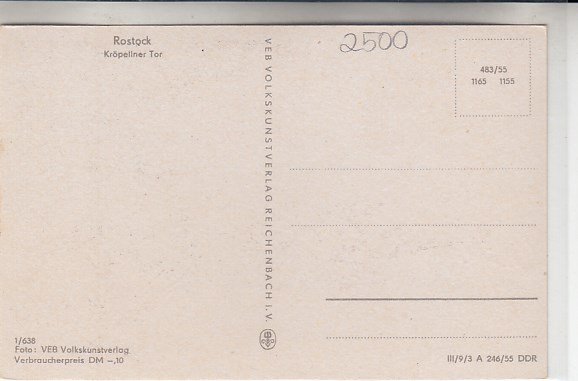 Rostock
Kröpeliner Tor
2500
483/55
1165 1155
VEB VOLKSKUNSTVERLAG REICHENBACH i.V.
1/638
Foto: VEB Volkskunstverlag
Verbraucherpreis DM –,10
III/9/3 A 246/55 DDR